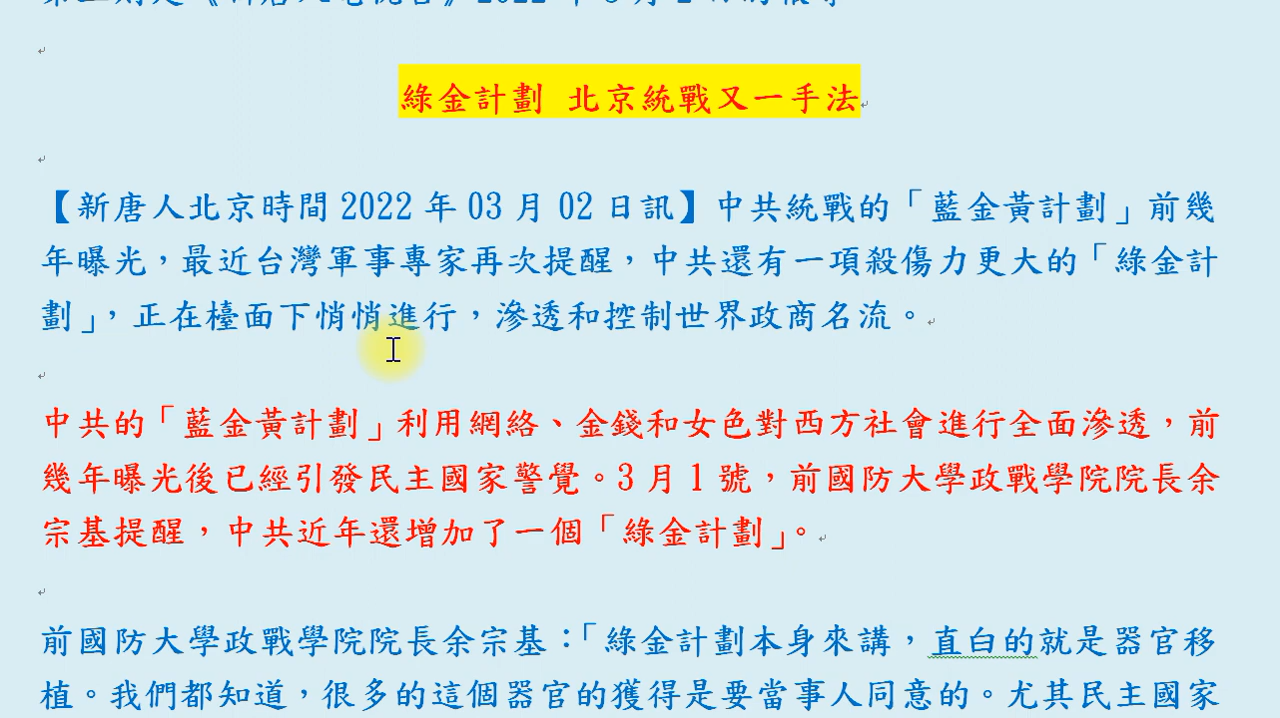 綠金計劃 北京統戰又一手法
【新唐人北京時間 2022 年 03 月 02 日訊】中共統戰的「藍金黃計劃」前幾
年曝光，最近台灣軍事專家再次提醒，中共還有一項殺傷力更大的「綠金計
劃」，正在檯面下悄悄進行，滲透和控制世界政商名流。
中共的「藍金黃計劃」利用網絡、金錢和女色對西方社會進行全面滲透，前
幾年曝光後已經引發民主國家警覺。3 月 1 號，前國防大學政戰學院院長余
宗基提醒，中共近年還增加了一個「綠金計劃」。
前國防大學政戰學院院長余宗基：「綠金計劃本身來講，直白的就是器官移
植。我們都知道，很多的這個器官的獲得是要當事人同意的。尤其民主國家